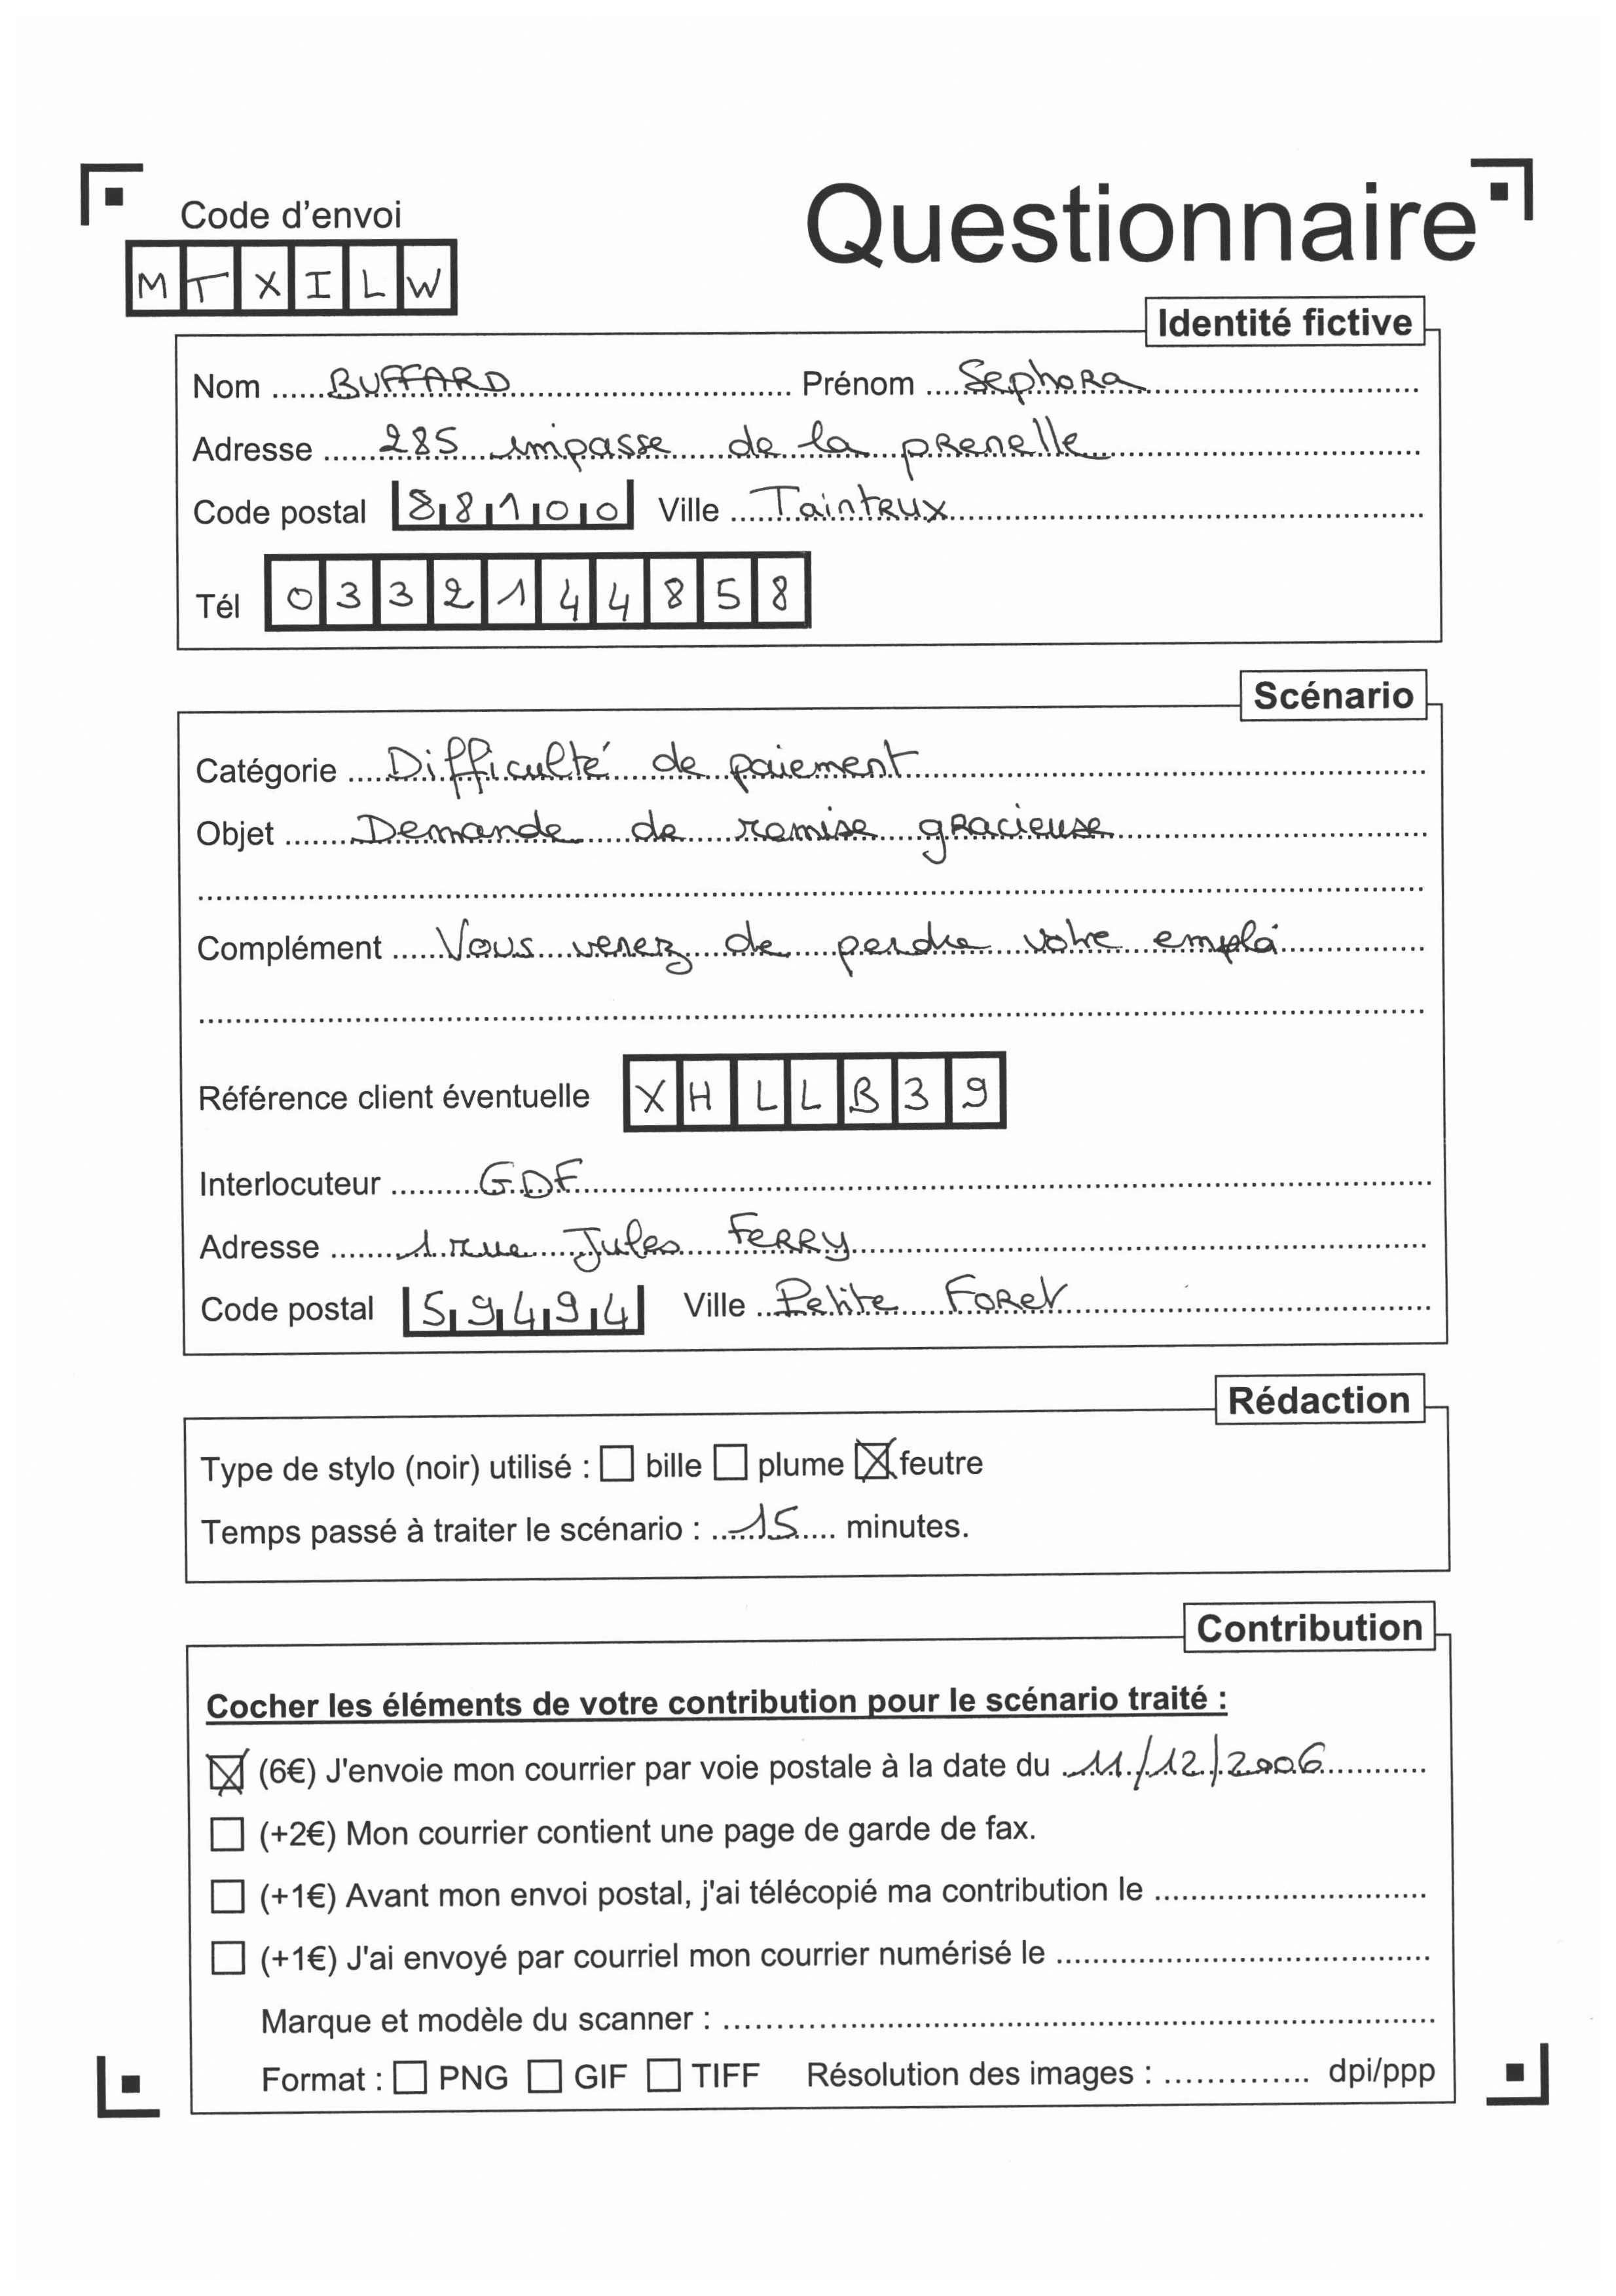 Code d'envoi
Questionnaire
MTXILW
Identité fictive
Nom BUFFARD Prénom Sephora
Adresse 285 impasse de la prenelle
Code postal 88100 Ville Taintrux
Tél 0332144858
Scénario
Catégorie Difficulté de paiement
Objet Demande de remise gracieuse
Complément Vous venez de perdre votre emploi
Référence client éventuelle XHLLB39
Interlocuteur GDF
Adresse 1 rue Jules Ferry
Code postal 59494 Ville Petite Foret
Rédaction
Type de stylo (noir) utilisé : ☐ bille ☐ plume ☒ feutre
Temps passé à traiter le scénario : 15 minutes.
Contribution
Cocher les éléments de votre contribution pour le scénario traité :
☒ (6€) J'envoie mon courrier par voie postale à la date du 11/12/2006
☐ (+2€) Mon courrier contient une page de garde de fax.
☐ (+1€) Avant mon envoi postal, j'ai télécopié ma contribution le
☐ (+1€) J'ai envoyé par courriel mon courrier numérisé le
Marque et modèle du scanner :
Format : ☐ PNG ☐ GIF ☐ TIFF Résolution des images : dpi/ppp